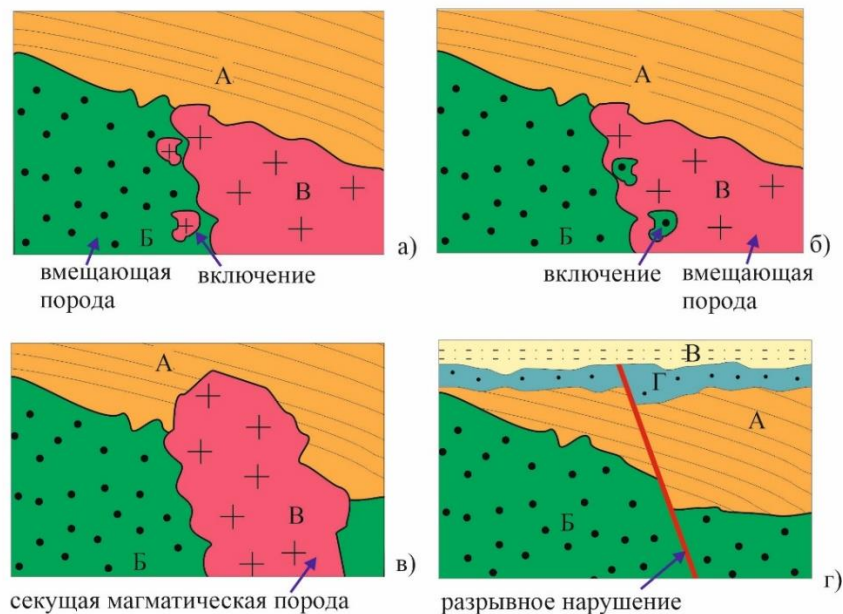 А
В
Б
а)
вмещающая
порода
включение
А
В
Б
б)
включение
вмещающая
порода
А
В
Б
в)
секущая магматическая порода
В
Г
А
Б
г)
разрывное нарушение